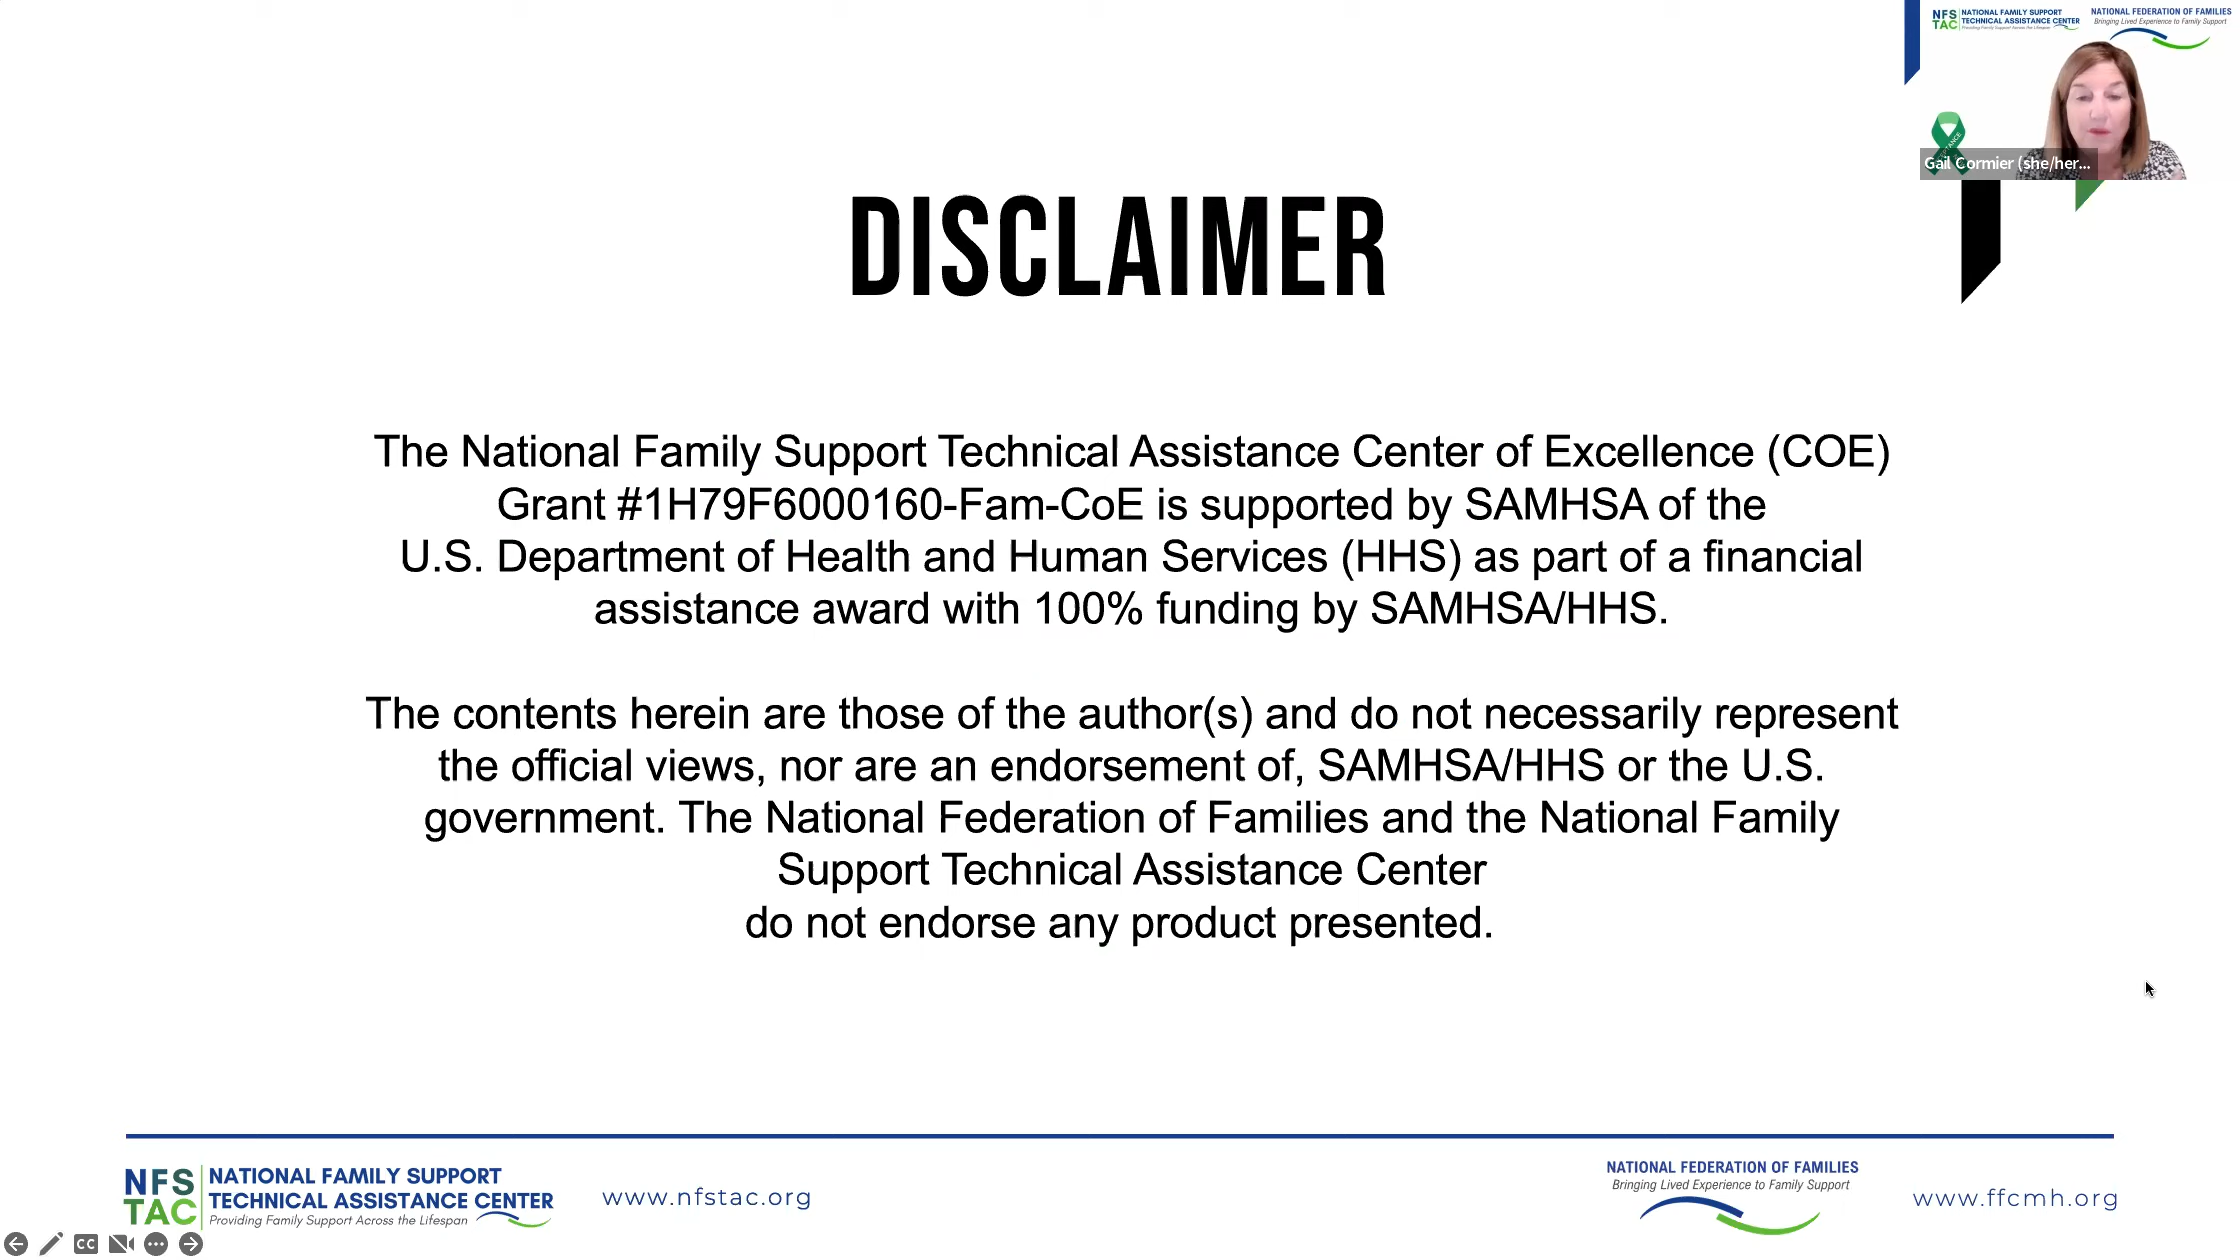 NFS
TAC
NATIONAL FAMILY SUPPORT
TECHNICAL ASSISTANCE CENTER
Providing Family Support Across the Lifespan
NATIONAL FEDERATION OF FAMILIES
Bringing Lived Experience to Family Support
Gail Cormier (she/her...
DISCLAIMER
The National Family Support Technical Assistance Center of Excellence (COE)
Grant #1H79F6000160-Fam-CoE is supported by SAMHSA of the
U.S. Department of Health and Human Services (HHS) as part of a financial
assistance award with 100% funding by SAMHSA/HHS.
The contents herein are those of the author(s) and do not necessarily represent
the official views, nor are an endorsement of, SAMHSA/HHS or the U.S.
government. The National Federation of Families and the National Family
Support Technical Assistance Center
do not endorse any product presented.
NFS
TAC
NATIONAL FAMILY SUPPORT
TECHNICAL ASSISTANCE CENTER
Providing Family Support Across the Lifespan
www.nfstac.org
NATIONAL FEDERATION OF FAMILIES
Bringing Lived Experience to Family Support
www.ffcmh.org
CC